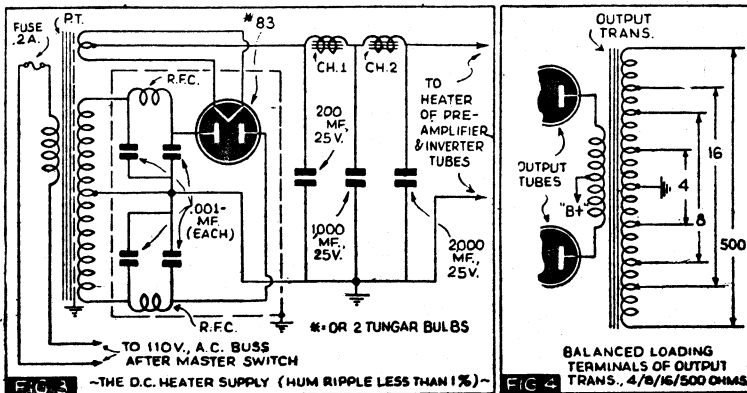 FUSE
.2A.
P.T.
*83
R.F.C.
CH.1
CH.2
TO
HEATER
OF PRE-
AMPLIFIER
& INVERTER
TUBES
200
MF.,
25V.
.001-
MF.
(EACH)
1000
MF.,
25V.
2000
MF.,
25V.
R.F.C.
*=OR 2 TUNGAR BULBS
TO 110V., A.C. BUSS
AFTER MASTER SWITCH
FIG. 3
~THE D.C. HEATER SUPPLY (HUM RIPPLE LESS THAN 1%)~
OUTPUT
TRANS.
OUTPUT
TUBES
"B+"
16
4
8
500
BALANCED LOADING
TERMINALS OF OUTPUT
TRANS., 4/8/16/500 OHMS
FIG 4